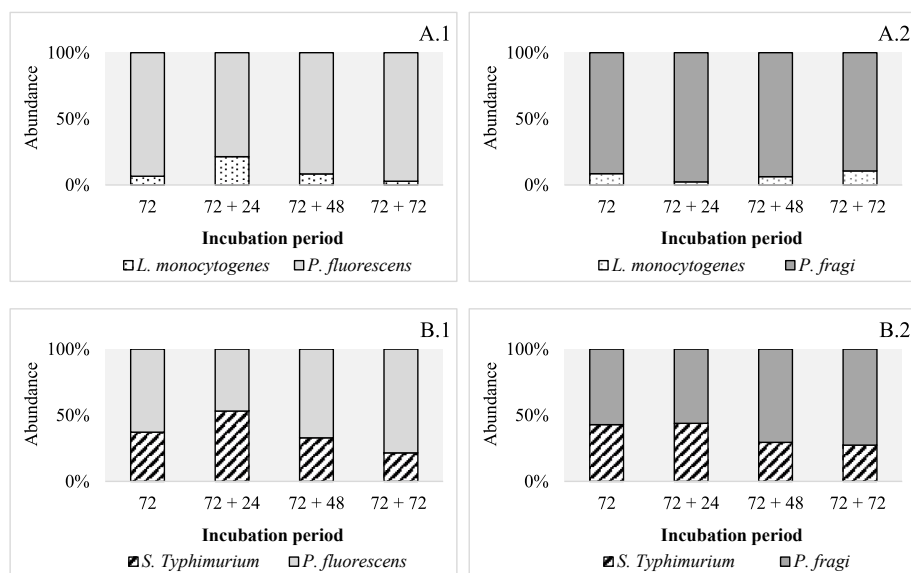 A.1
100%
50%
0%
Abundance
72 72 + 24 72 + 48 72 + 72
Incubation period
L. monocytogenes P. fluorescens
A.2
100%
50%
0%
Abundance
72 72 + 24 72 + 48 72 + 72
Incubation period
L. monocytogenes P. fragi
B.1
100%
50%
0%
Abundance
72 72 + 24 72 + 48 72 + 72
Incubation period
S. Typhimurium P. fluorescens
B.2
100%
50%
0%
Abundance
72 72 + 24 72 + 48 72 + 72
Incubation period
S. Typhimurium P. fragi